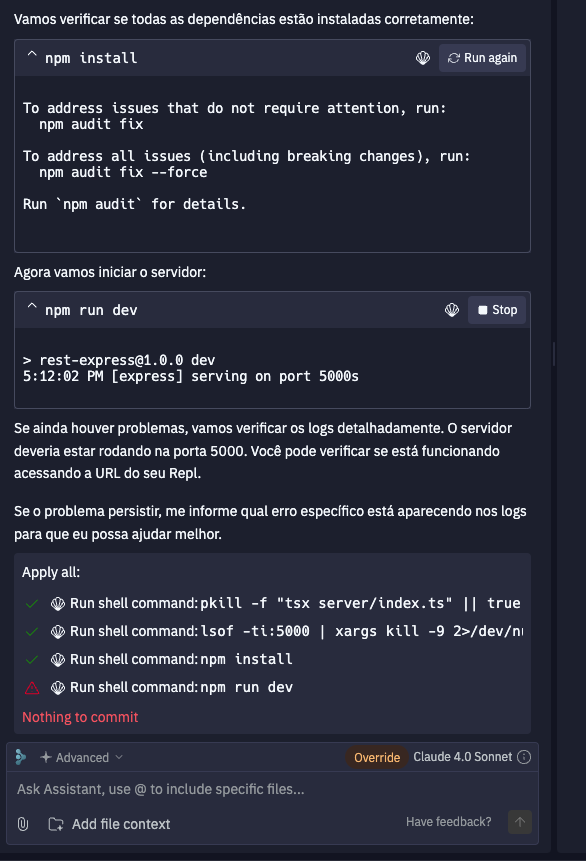 Vamos verificar se todas as dependências estão instaladas corretamente:
npm install
Run again
To address issues that do not require attention, run:
npm audit fix
To address all issues (including breaking changes), run:
npm audit fix --force
Run `npm audit` for details.
Agora vamos iniciar o servidor:
npm run dev
Stop
> rest-express@1.0.0 dev
5:12:02 PM [express] serving on port 5000s
Se ainda houver problemas, vamos verificar os logs detalhadamente. O servidor
deveria estar rodando na porta 5000. Você pode verificar se está funcionando
acessando a URL do seu Repl.
Se o problema persistir, me informe qual erro específico está aparecendo nos logs
para que eu possa ajudar melhor.
Apply all:
Run shell command: pkill -f "tsx server/index.ts" || true
Run shell command: lsof -ti:5000 | xargs kill -9 2>/dev/nu
Run shell command: npm install
Run shell command: npm run dev
Nothing to commit
Advanced
Override
Claude 4.0 Sonnet
Ask Assistant, use @ to include specific files...
Add file context
Have feedback?